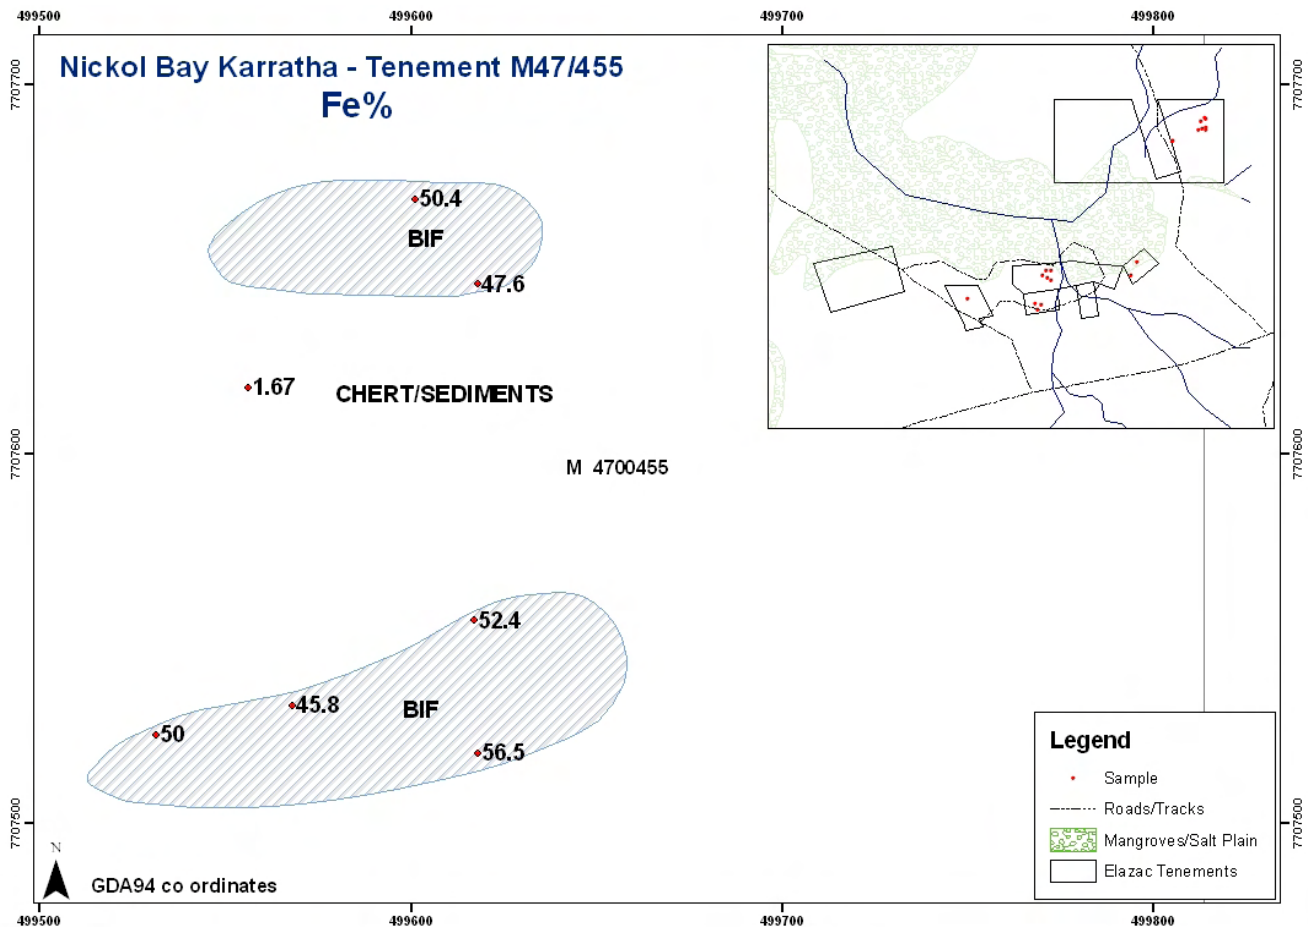 499500 499600 499700 499800
Nickol Bay Karratha - Tenement M47/455
Fe%
7707700
7707700
50.4
BIF
47.6
1.67
CHERT/SEDIMENTS
7707600
7707600
M 4700455
52.4
45.8
BIF
50
56.5
Legend
Sample
Roads/Tracks
Mangroves/Salt Plain
Elazac Tenements
7707500
7707500
N
GDA94 co ordinates
499500 499600 499700 499800